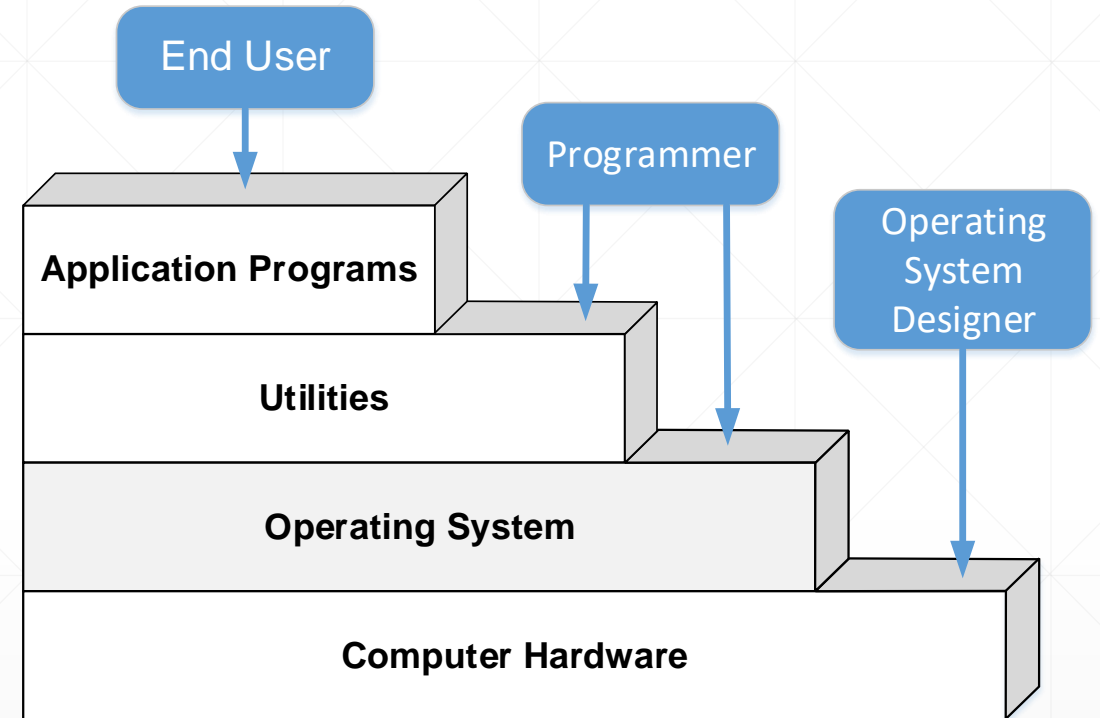 End User
Programmer
Operating
System
Designer
Application Programs
Utilities
Operating System
Computer Hardware